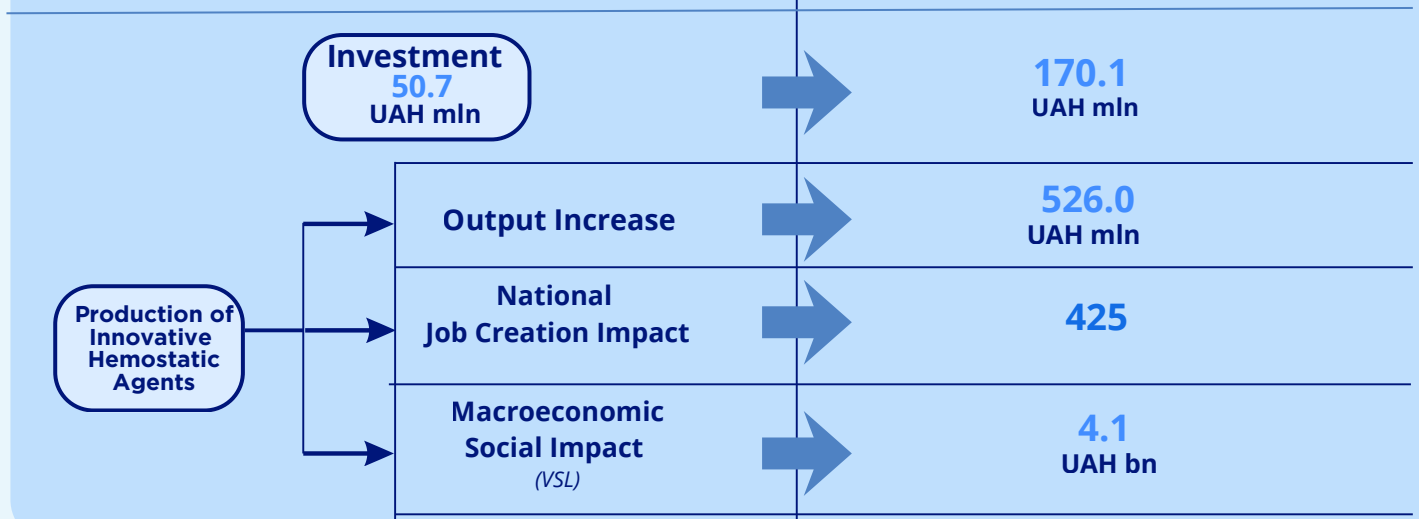 Investment
50.7
UAH mln
170.1
UAH mln
Output Increase
526.0
UAH mln
Production of
Innovative
Hemostatic
Agents
National
Job Creation Impact
425
Macroeconomic
Social Impact
(VSL)
4.1
UAH bn